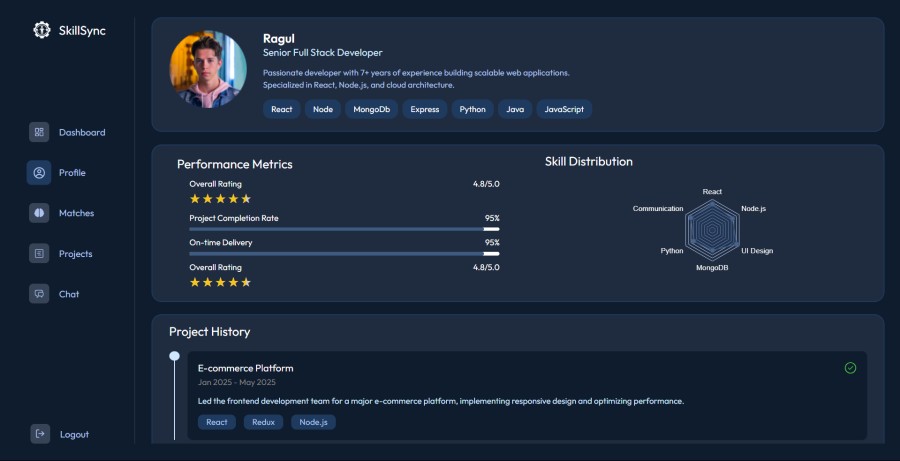 SkillSync
Dashboard
Profile
Matches
Projects
Chat
Logout
Ragul
Senior Full Stack Developer
Passionate developer with 7+ years of experience building scalable web applications.
Specialized in React, Node.js, and cloud architecture.
React Node MongoDb Express Python Java JavaScript
Performance Metrics
Overall Rating 4.8/5.0
Project Completion Rate 95%
On-time Delivery 95%
Overall Rating 4.8/5.0
Skill Distribution
React
Communication Node.js
Python UI Design
MongoDB
Project History
E-commerce Platform
Jan 2025 - May 2025
Led the frontend development team for a major e-commerce platform, implementing responsive design and optimizing performance.
React Redux Node.js